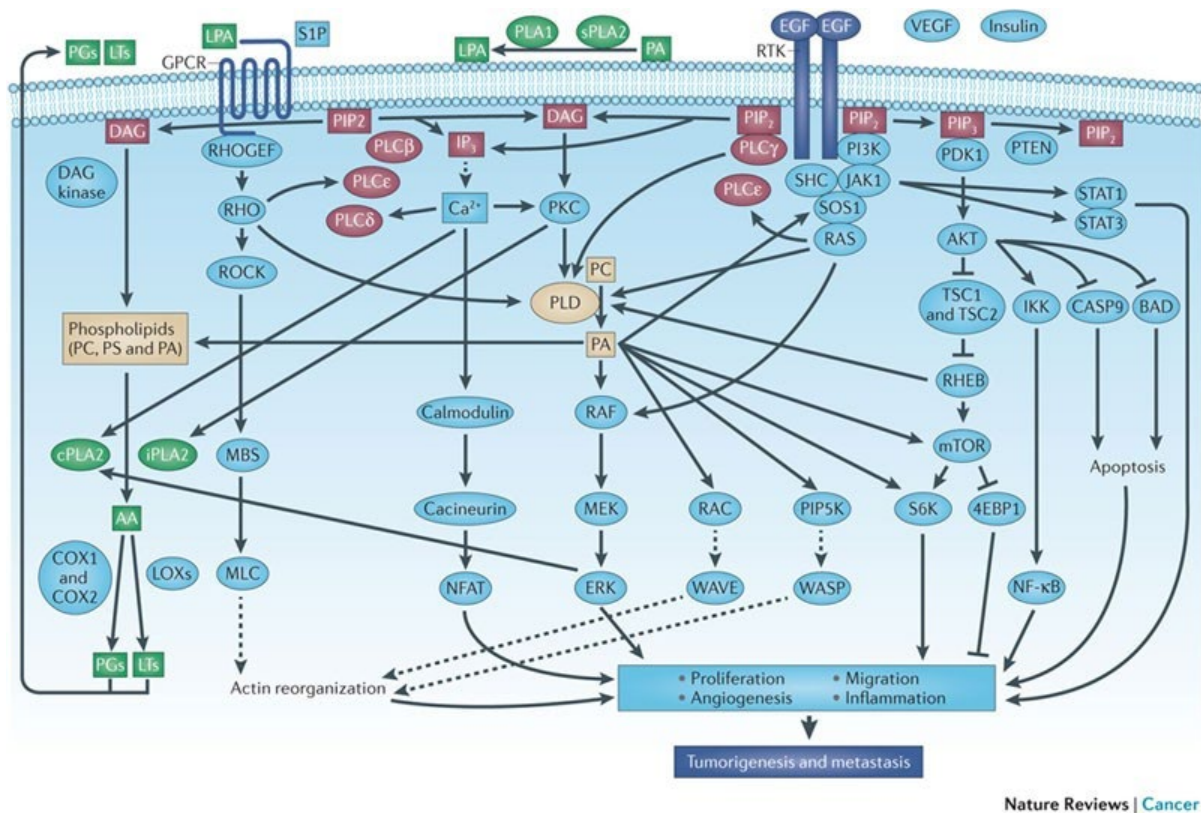 PGs LTs
LPA
S1P
GPCR
LPA
PLA1
sPLA2
PA
EGF EGF
RTK
VEGF
Insulin
DAG
PIP2
DAG
PIP₂
PIP₂
PIP₃
PIP₂
RHOGEF
PLCβ
IP₃
PLCγ
PI3K
PDK1
PTEN
DAG
kinase
PLCε
PLCε
SHC
JAK1
STAT1
RHO
PLCδ
Ca²⁺
PKC
SOS1
STAT3
RAS
AKT
ROCK
PC
PLD
TSC1
and TSC2
IKK
CASP9
BAD
Phospholipids
(PC, PS and PA)
PA
RHEB
Calmodulin
RAF
cPLA2
iPLA2
MBS
mTOR
Apoptosis
AA
Cacineurin
MEK
RAC
PIP5K
S6K
4EBP1
COX1
and
COX2
LOXs
MLC
NFAT
ERK
WAVE
WASP
NF-κB
PGs
LTs
Actin reorganization
• Proliferation • Migration
• Angiogenesis • Inflammation
Tumorigenesis and metastasis
Nature Reviews | Cancer